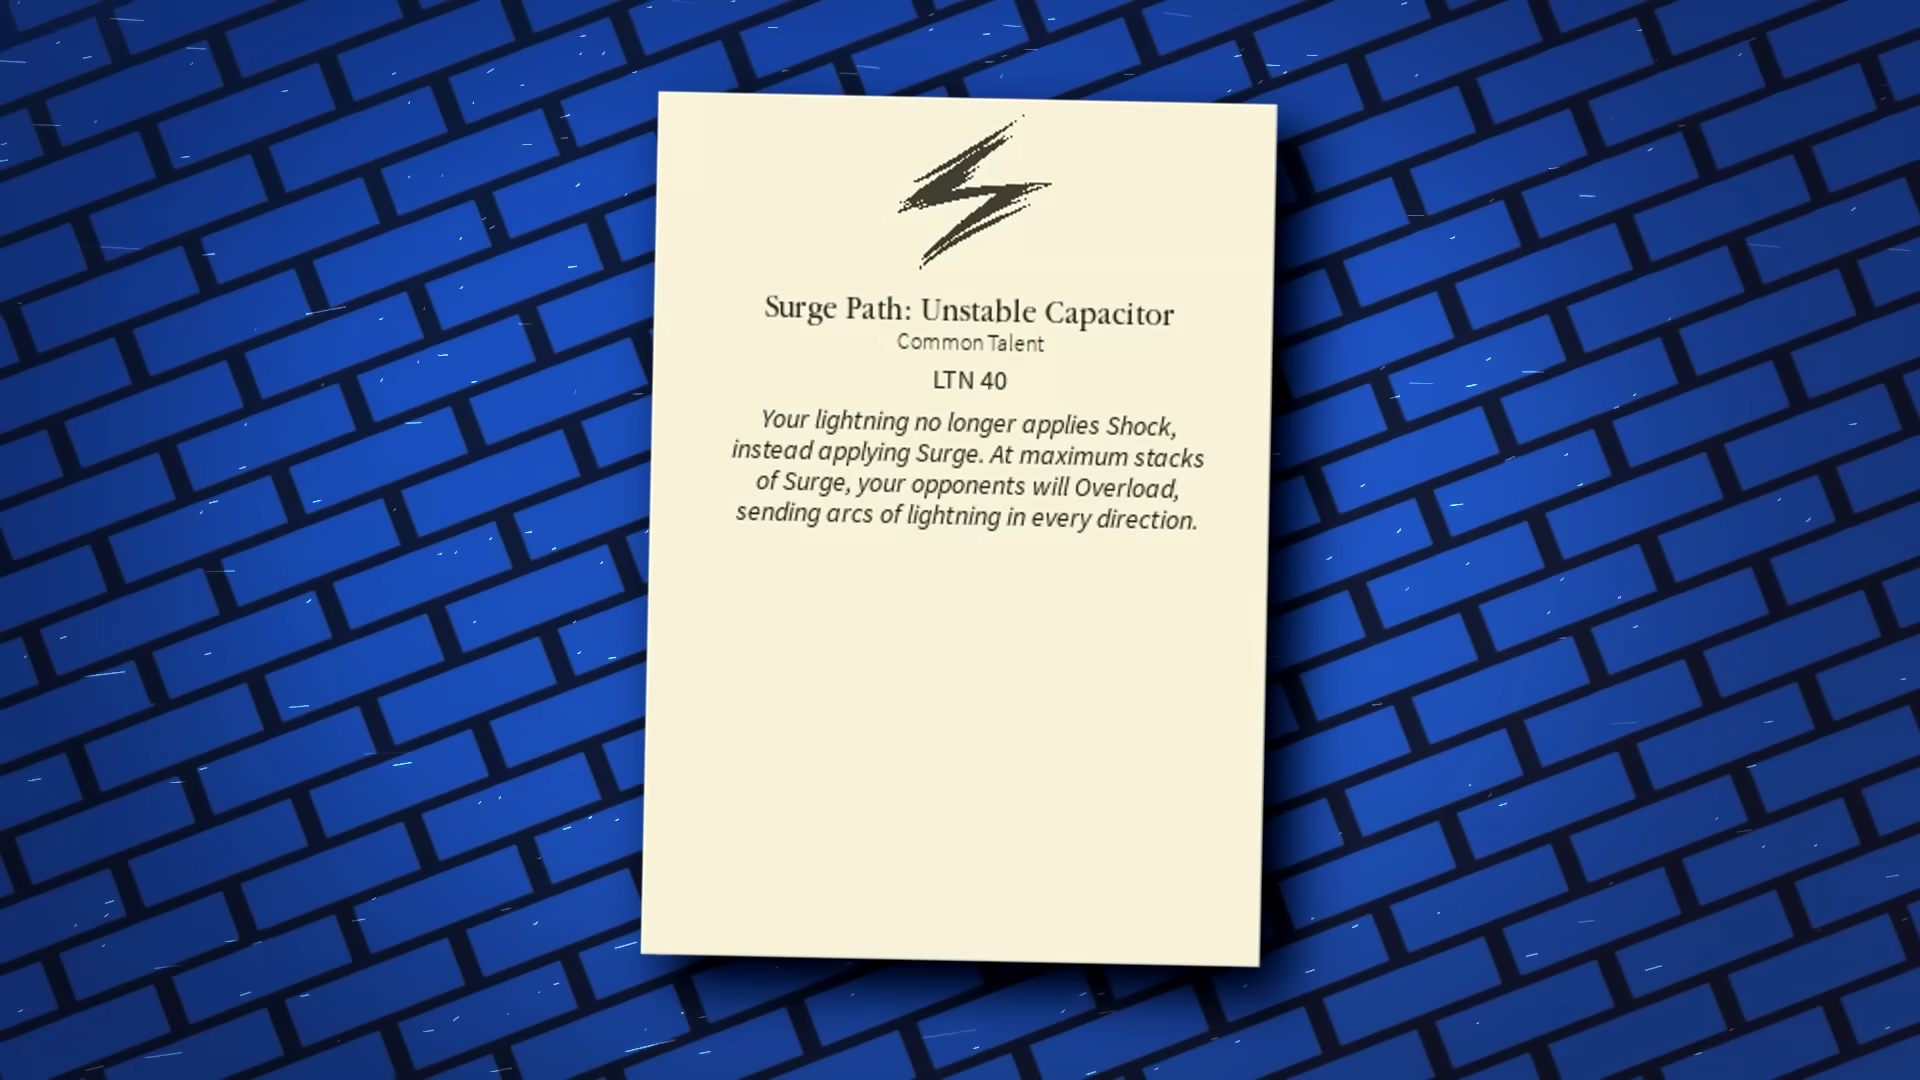 Surge Path: Unstable Capacitor
Common Talent
LTN 40
Your lightning no longer applies Shock,
instead applying Surge. At maximum stacks
of Surge, your opponents will Overload,
sending arcs of lightning in every direction.